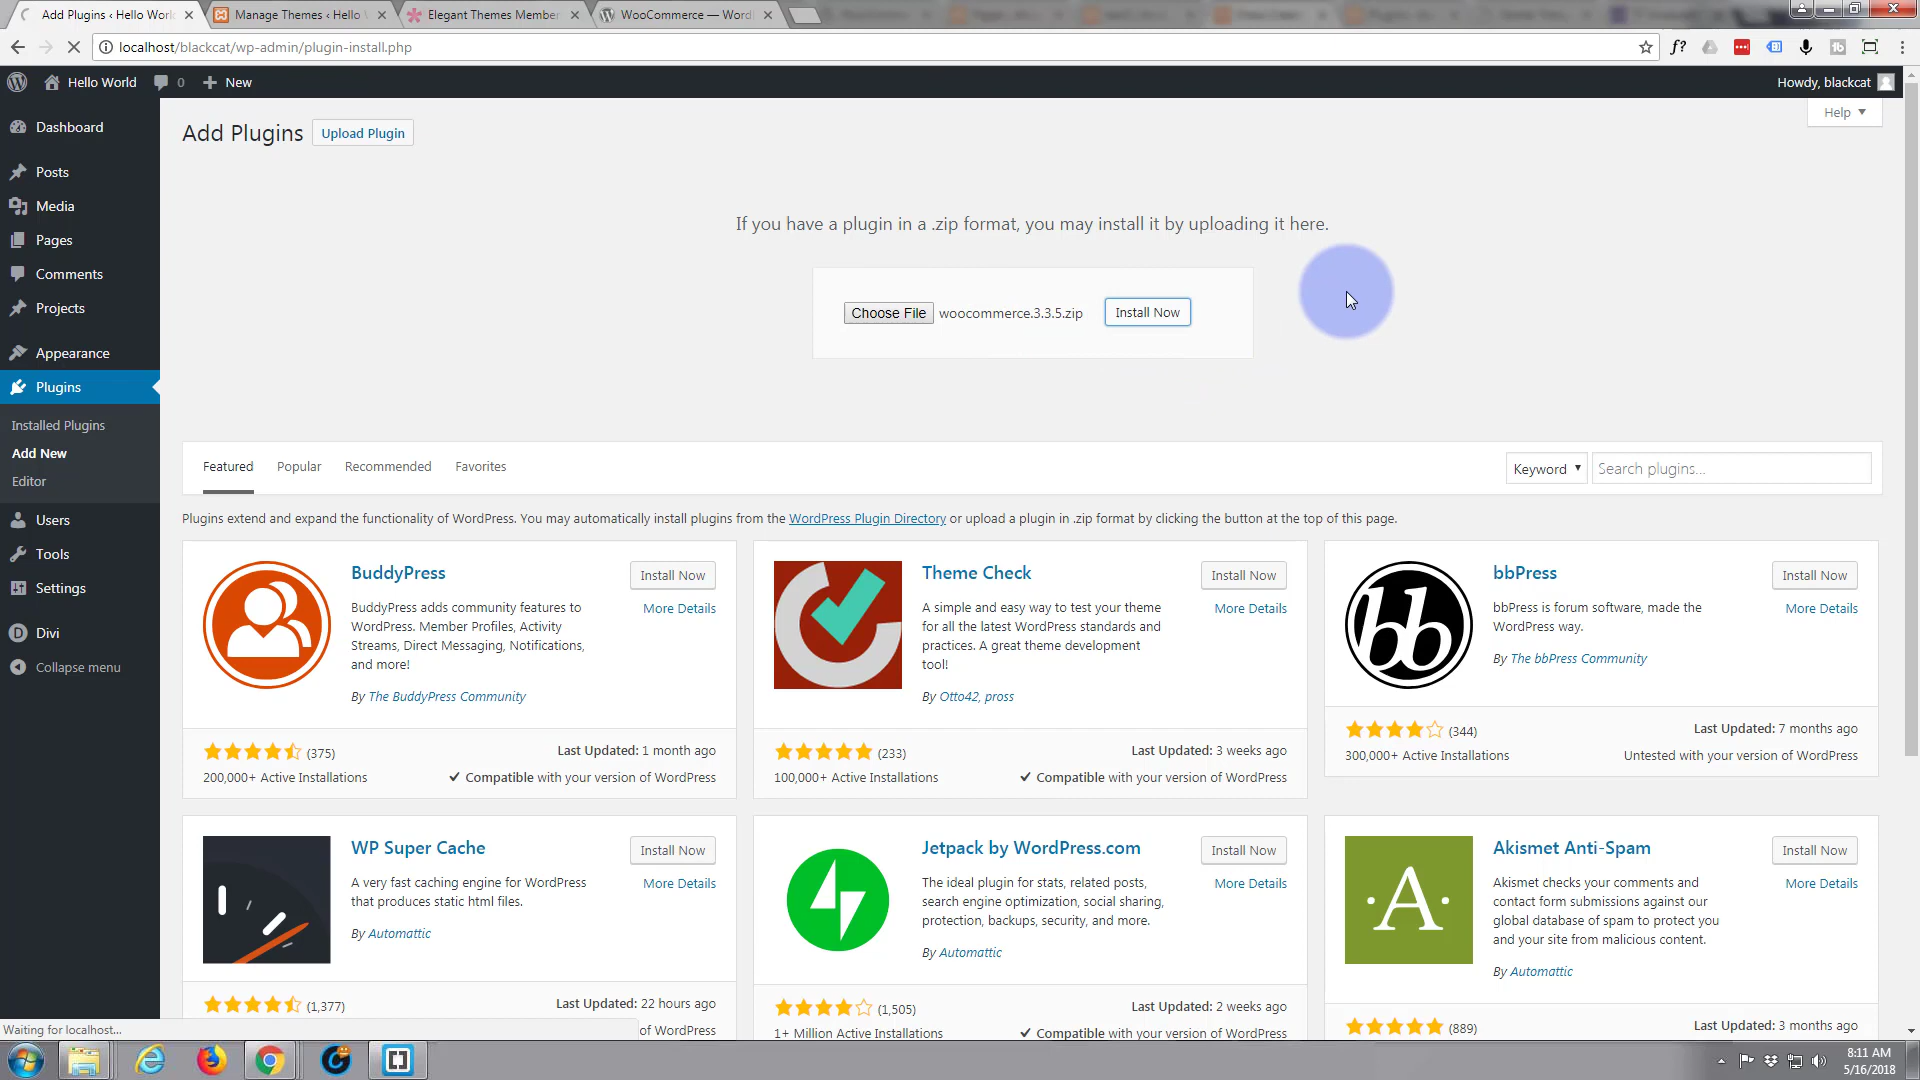 Add Plugins ‹ Hello Worl
Manage Themes ‹ Hello
Elegant Themes Member
WooCommerce — Word
localhost/blackcat/wp-admin/plugin-install.php
f?
Hello World
0
New
Howdy, blackcat
Dashboard
Posts
Media
Pages
Comments
Projects
Appearance
Plugins
Installed Plugins
Add New
Editor
Users
Tools
Settings
Divi
Collapse menu
Help
Add Plugins
Upload Plugin
If you have a plugin in a .zip format, you may install it by uploading it here.
Choose File woocommerce.3.3.5.zip Install Now
Featured Popular Recommended Favorites
Keyword Search plugins...
Plugins extend and expand the functionality of WordPress. You may automatically install plugins from the WordPress Plugin Directory or upload a plugin in .zip format by clicking the button at the top of this page.
BuddyPress
Install Now
More Details
BuddyPress adds community features to
WordPress. Member Profiles, Activity
Streams, Direct Messaging, Notifications,
and more!
By The BuddyPress Community
(375)
Last Updated: 1 month ago
200,000+ Active Installations
Compatible with your version of WordPress
Theme Check
Install Now
More Details
A simple and easy way to test your theme
for all the latest WordPress standards and
practices. A great theme development
tool!
By Otto42, pross
(233)
Last Updated: 3 weeks ago
100,000+ Active Installations
Compatible with your version of WordPress
bb
bbPress
Install Now
More Details
bbPress is forum software, made the
WordPress way.
By The bbPress Community
(344)
Last Updated: 7 months ago
300,000+ Active Installations
Untested with your version of WordPress
WP Super Cache
Install Now
More Details
A very fast caching engine for WordPress
that produces static html files.
By Automattic
(1,377)
Last Updated: 22 hours ago
of WordPress
Jetpack by WordPress.com
Install Now
More Details
The ideal plugin for stats, related posts,
search engine optimization, social sharing,
protection, backups, security, and more.
By Automattic
(1,505)
Last Updated: 2 weeks ago
1+ Million Active Installations
Compatible with your version of WordPress
·A·
Akismet Anti-Spam
Install Now
More Details
Akismet checks your comments and
contact form submissions against our
global database of spam to protect you
and your site from malicious content.
By Automattic
(889)
Last Updated: 3 months ago
Waiting for localhost...
8:11 AM
5/16/2018